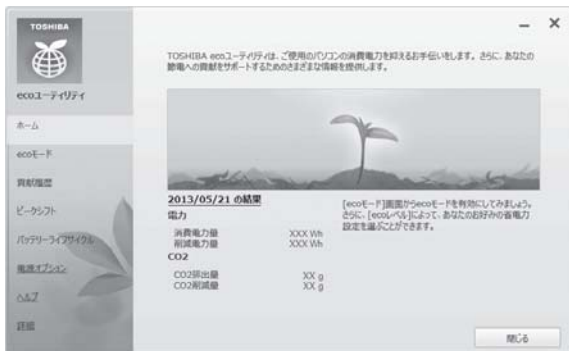 TOSHIBA
ecoユーティリティ
ホーム
ecoモード
貢献履歴
ピークシフト
バッテリーライフサイクル
電源オプション
ヘルプ
詳細
TOSHIBA ecoユーティリティは、ご使用のパソコンの消費電力を抑えるお手伝いをします。さらに、あなたの
節電への貢献をサポートするためのさまざまな情報を提供します。
2013/05/21 の結果
電力
消費電力量 XXX Wh
削減電力量 XXX Wh
CO2
CO2排出量 XX g
CO2削減量 XX g
[ecoモード]画面からecoモードを有効にしてみましょう。
さらに、[ecoレベル]によって、あなたのお好みの省電力
設定を選ぶことができます。
閉じる